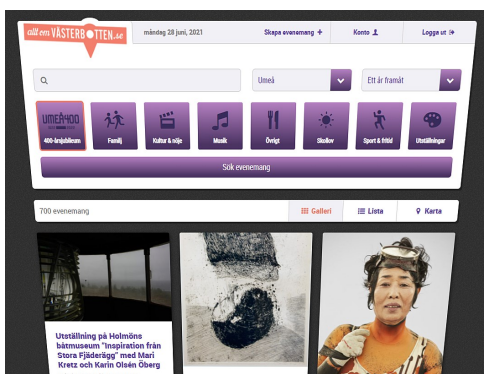 allt om VÄSTERBOTTEN.se
måndag 28 juni, 2021
Skapa evenemang +
Konto
Logga ut
Umeå
Ett år framåt
UMEÅ400
400-årsjubileum
Familj
Kultur & nöje
Musik
Övrigt
Skollov
Sport & fritid
Utställningar
Sök evenemang
700 evenemang
Galleri
Lista
Karta
Utställning på Holmöns
båtmuseum "Inspiration från
Stora Fjäderägg" med Mari
Kretz och Karin Olsén Öberg